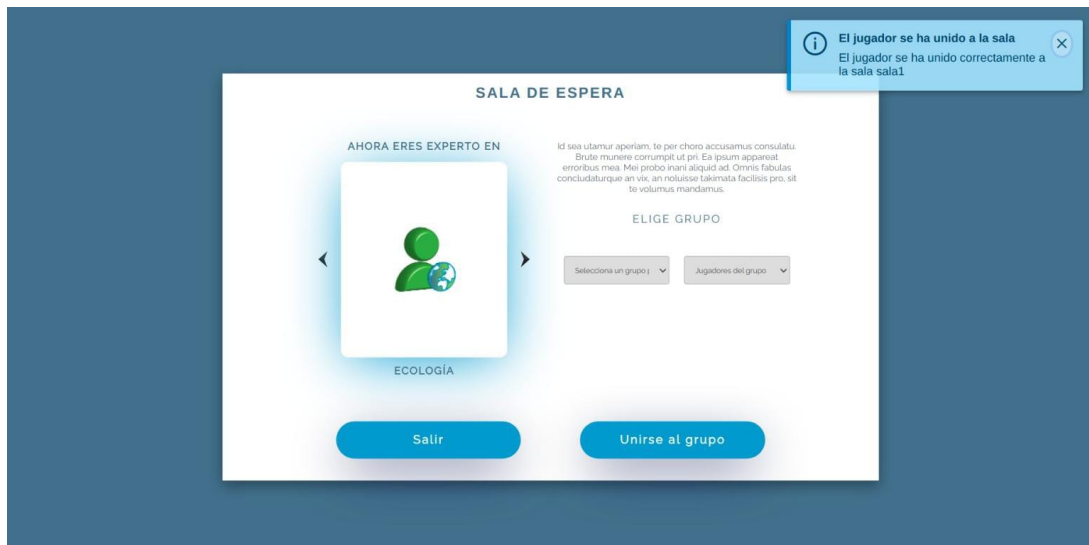 El jugador se ha unido a la sala
El jugador se ha unido correctamente a
la sala sala1
SALA DE ESPERA
AHORA ERES EXPERTO EN
ECOLOGÍA
Id sea utamur aperiam, te per choro accusamus consulatu.
Brute munere corrumpit ut pri. Ea ipsum appareat
erroribus mea. Mei probo inani aliquid ad. Omnis fabulas
concludaturque an vix, an noluisse takimata facilisis pro, sit
te volumus mandamus.
ELIGE GRUPO
Selecciona un grupo p
Jugadores del grupo
Salir
Unirse al grupo